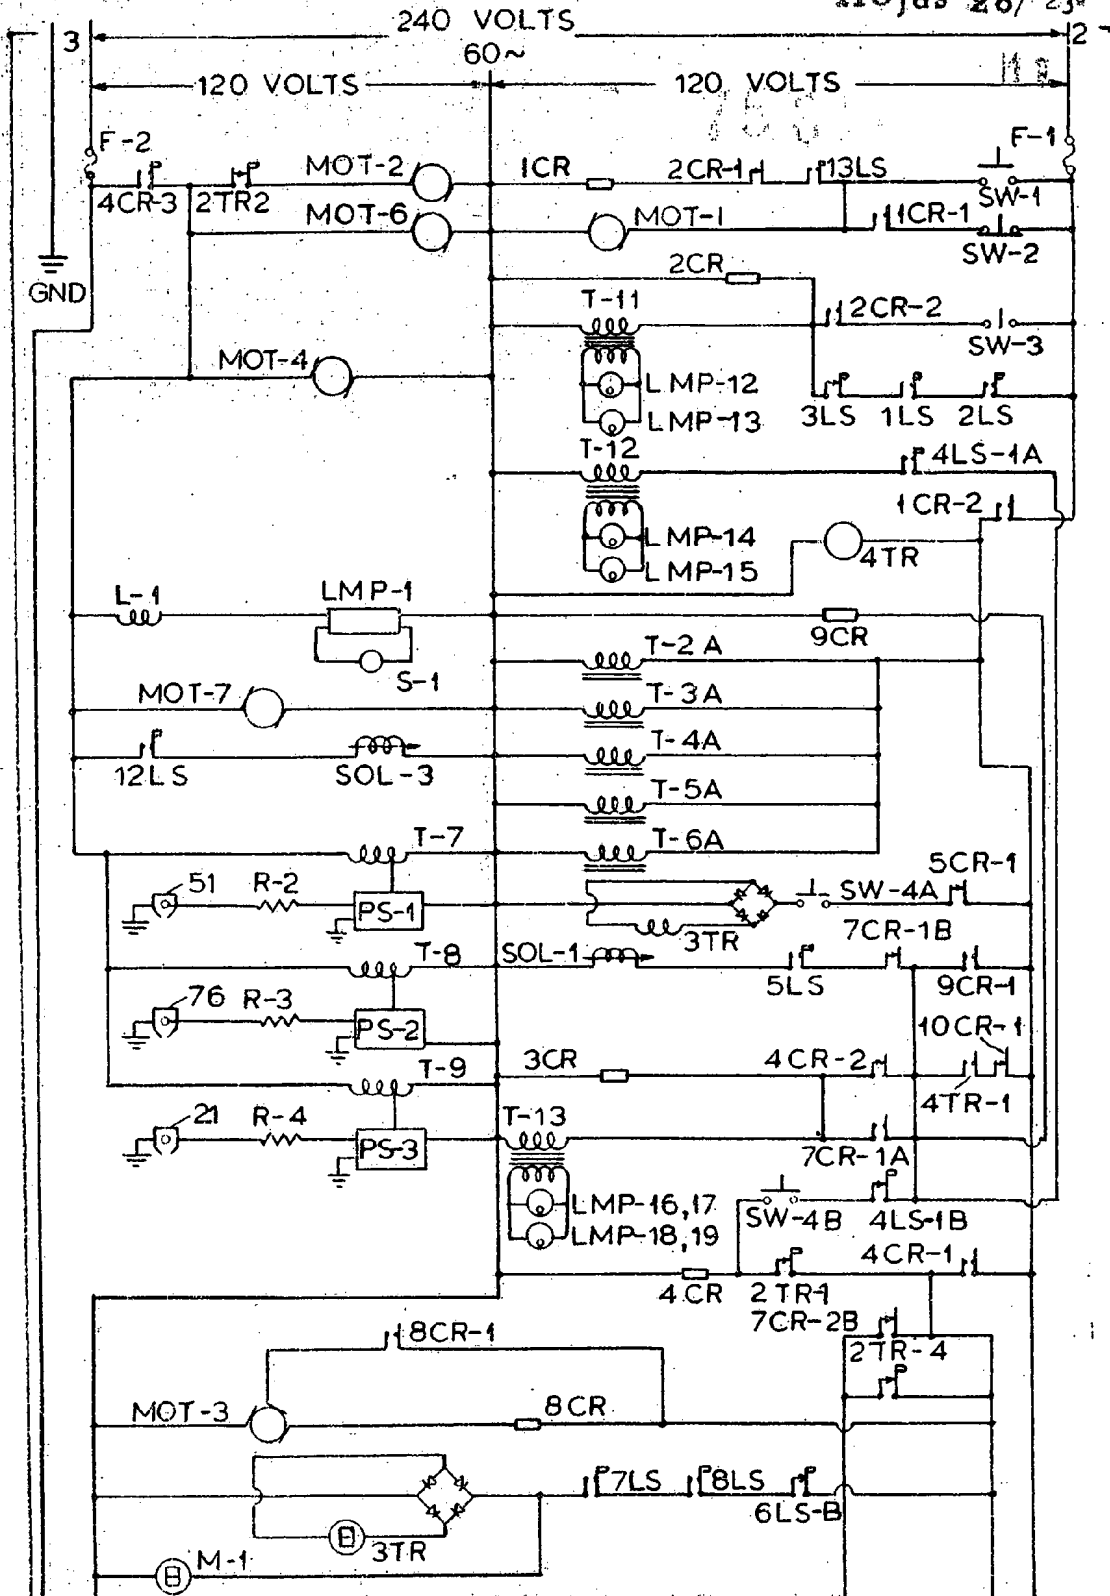 240 VOLTS
3
2
60~
120 VOLTS
120 VOLTS
F-2
F-1
MOT-2
1CR
2CR-1
13LS
4CR-3
2TR2
SW-1
MOT-6
MOT-1
1CR-1
SW-2
GND
2CR
T-11
2CR-2
SW-3
MOT-4
LMP-12
LMP-13
3LS
1LS
2LS
T-12
4LS-1A
1CR-2
LMP-14
4TR
LMP-15
L-1
LMP-1
9CR
S-1
T-2A
MOT-7
T-3A
T-4A
12LS
SOL-3
T-5A
T-7
T-6A
51
R-2
PS-1
5CR-1
SW-4A
3TR
7CR-1B
T-8
SOL-1
5LS
9CR-1
76
R-3
PS-2
10CR-1
T-9
3CR
4CR-2
4TR-1
21
R-4
PS-3
T-13
7CR-1A
LMP-16,17
SW-4B
4LS-1B
LMP-18,19
4CR-1
4CR
2TR-1
7CR-2B
8CR-1
2TR-4
MOT-3
8CR
7LS
8LS
6LS-B
3TR
M-1